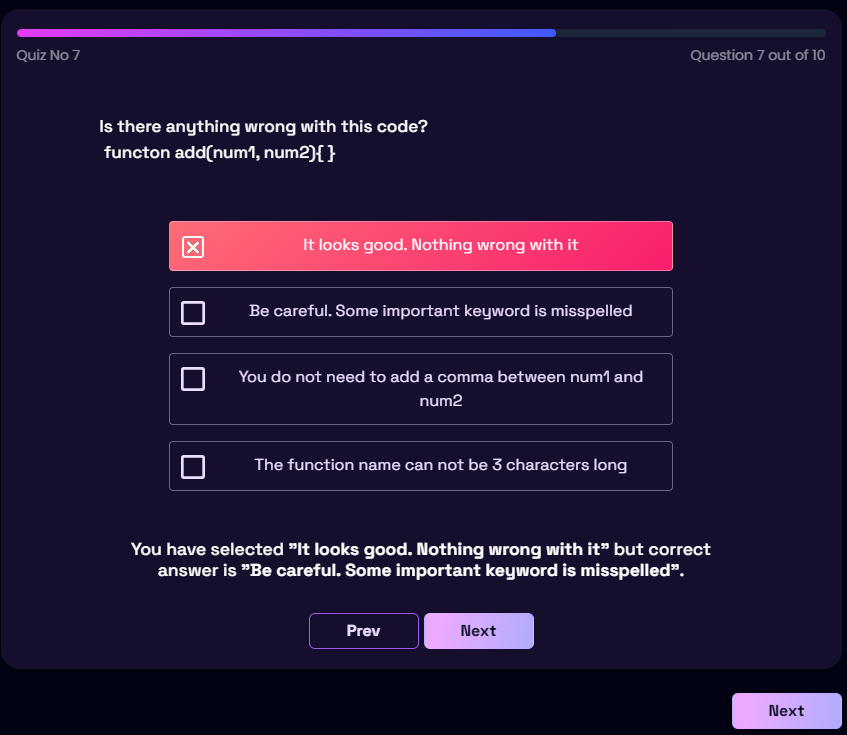 Quiz No 7
Question 7 out of 10
Is there anything wrong with this code?
functon add(num1, num2){ }
It looks good. Nothing wrong with it
Be careful. Some important keyword is misspelled
You do not need to add a comma between num1 and
num2
The function name can not be 3 characters long
You have selected "It looks good. Nothing wrong with it" but correct
answer is "Be careful. Some important keyword is misspelled".
Prev
Next
Next